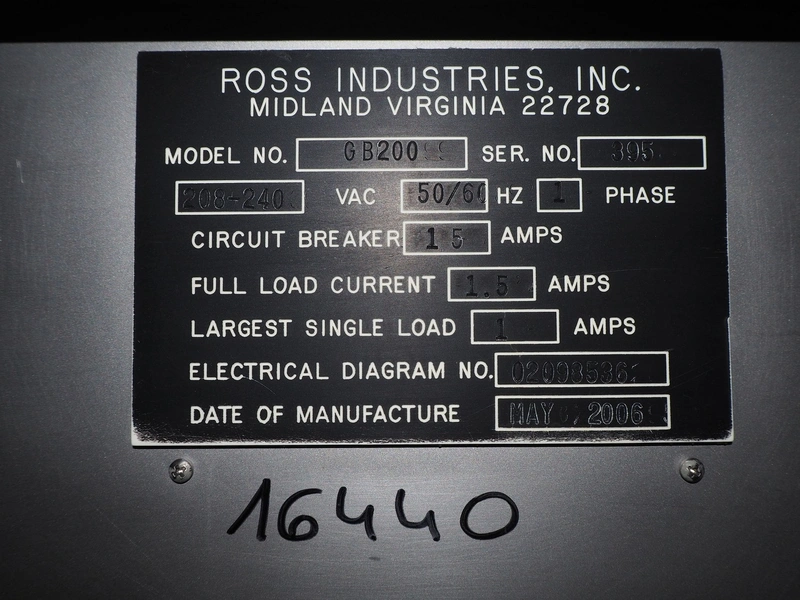 ROSS INDUSTRIES, INC.
MIDLAND VIRGINIA 22728
MODEL NO. GB200 SER. NO. 395
208-240 VAC 50/60 HZ 1 PHASE
CIRCUIT BREAKER 15 AMPS
FULL LOAD CURRENT 1.5 AMPS
LARGEST SINGLE LOAD 1 AMPS
ELECTRICAL DIAGRAM NO.
DATE OF MANUFACTURE MAY 2006
16440